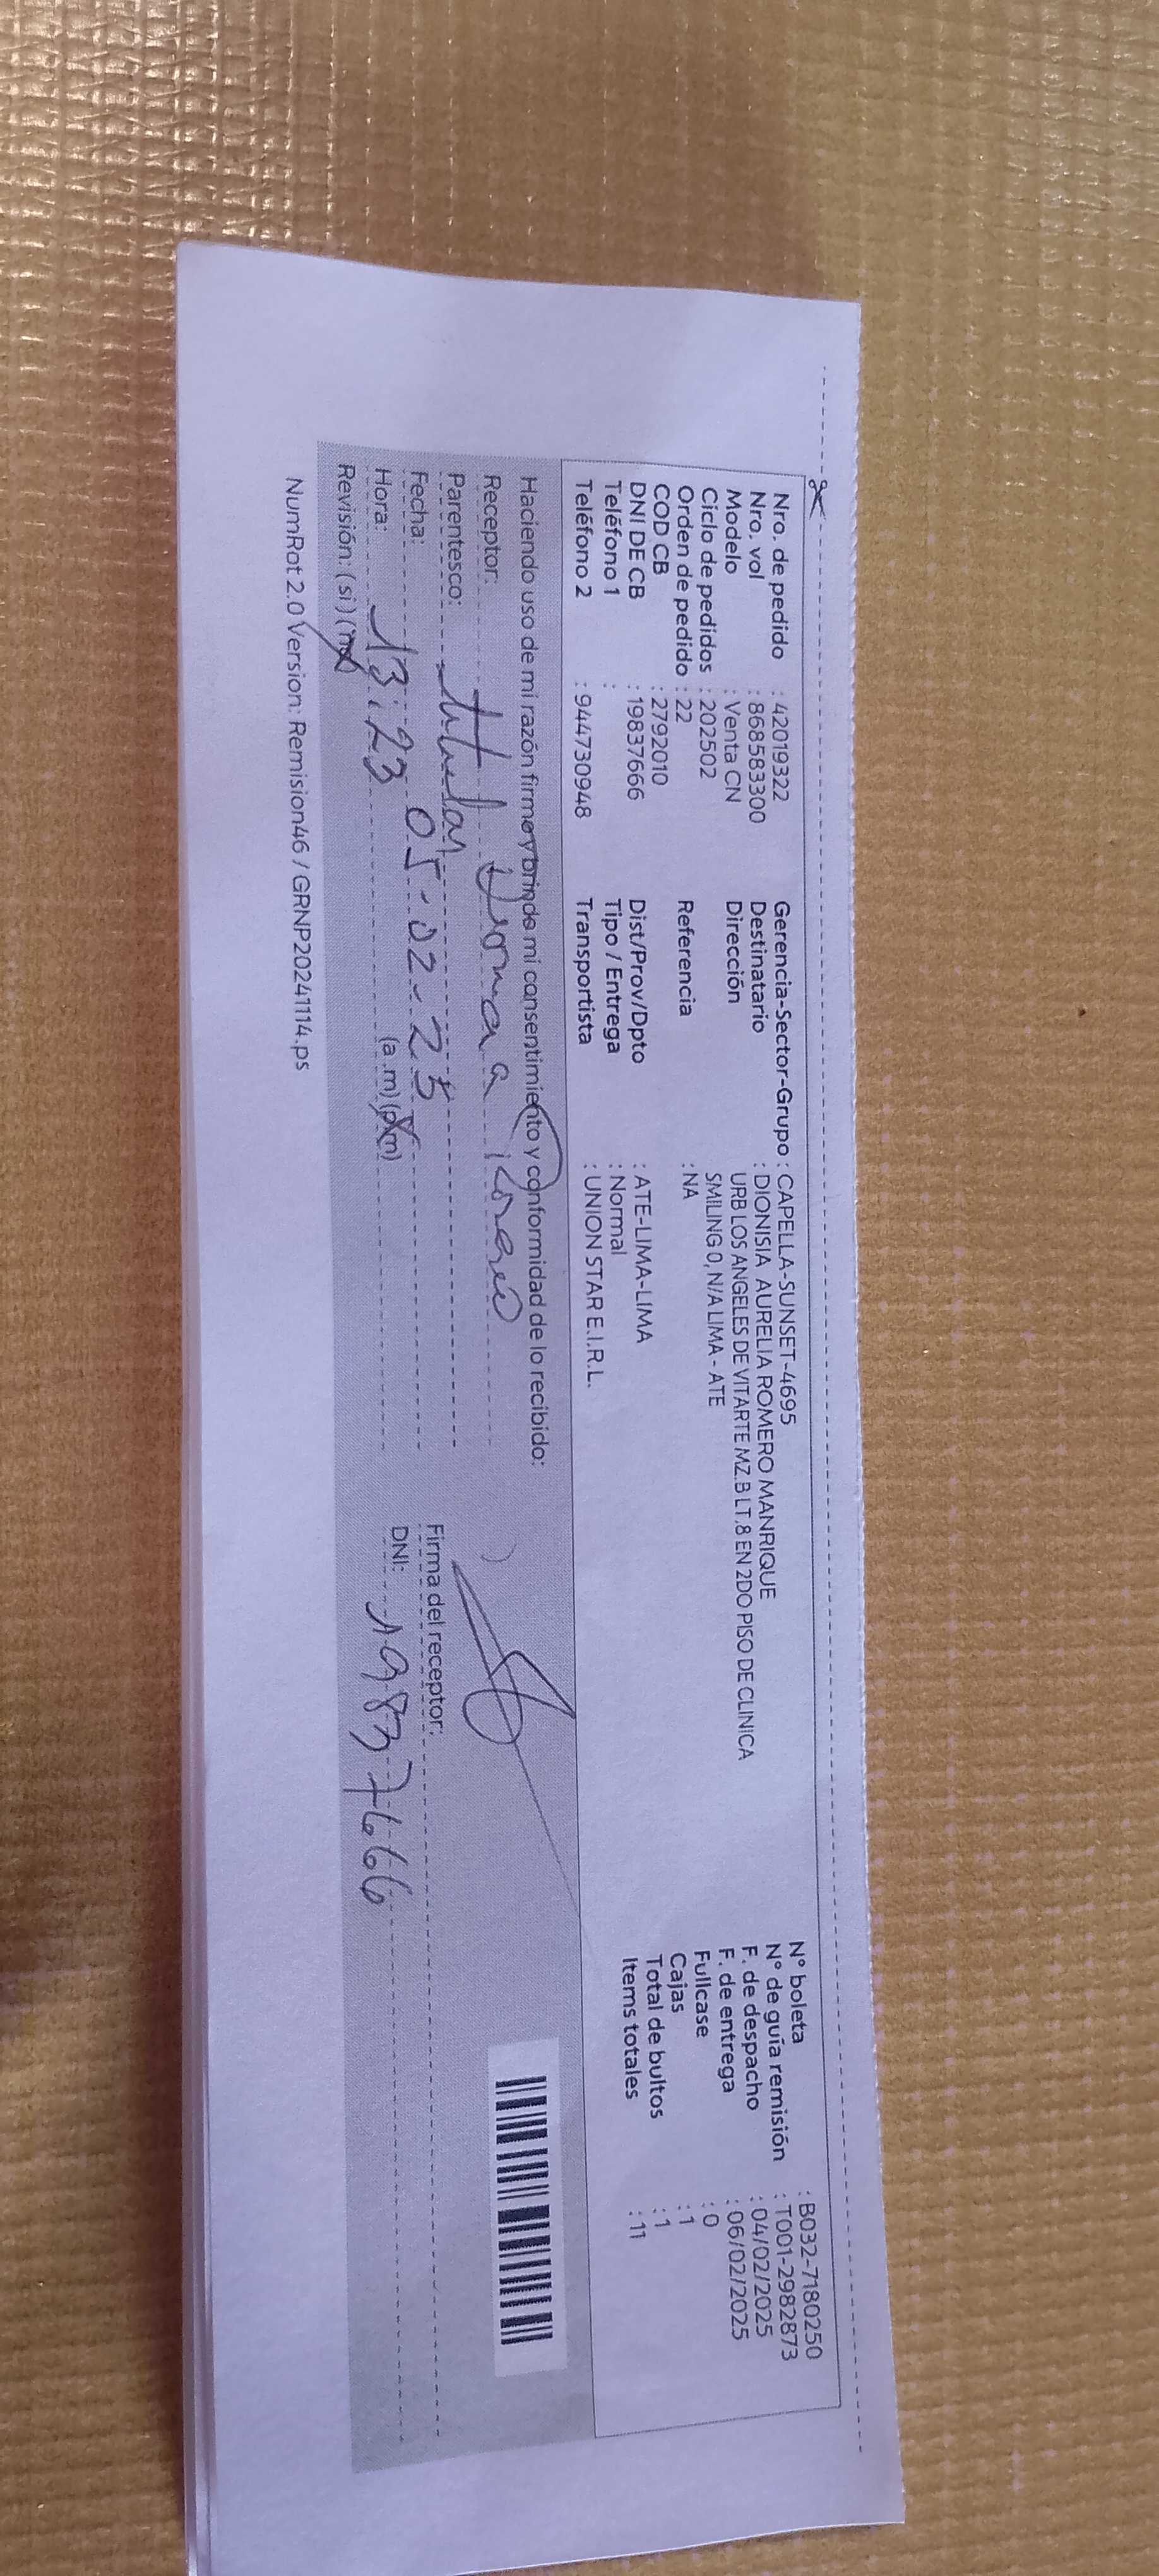 Nro. de pedido : 42019322
Nro. vol : 868583300
Modelo : Venta CN
Ciclo de pedidos : 202502
Orden de pedido : 22
COD CB : 2792010
DNI DE CB : 19837666
Teléfono 1 :
Teléfono 2 : 944730948
Gerencia-Sector-Grupo : CAPELLA-SUNSET-4695
Destinatario : DIONISIA AURELIA ROMERO MANRIQUE
Dirección URB LOS ANGELES DE VITARTE MZ.B LT.8 EN 2DO PISO DE CLINICA
SMILING 0, N/A LIMA - ATE
Referencia : NA
Dist/Prov/Dpto : ATE-LIMA-LIMA
Tipo / Entrega : Normal
Transportista : UNION STAR E.I.R.L.
N° boleta : B032-7180250
N° de guía remisión : T001-2982873
F. de despacho : 04/02/2025
F. de entrega : 06/02/2025
Fullcase : 0
Cajas : 1
Total de bultos : 1
Items totales : 11
Haciendo uso de mi razón firmo y brindo mi consentimiento y conformidad de lo recibido:
Receptor:
Parentesco: titular
Fecha: 05-02-25
Hora: 13:23 (a.m) (p.m)
Revisión: (si) (no)
Firma del receptor:
DNI: 19837666
NumRot 2.0 Version: Remision46 / GRNP20241114.ps